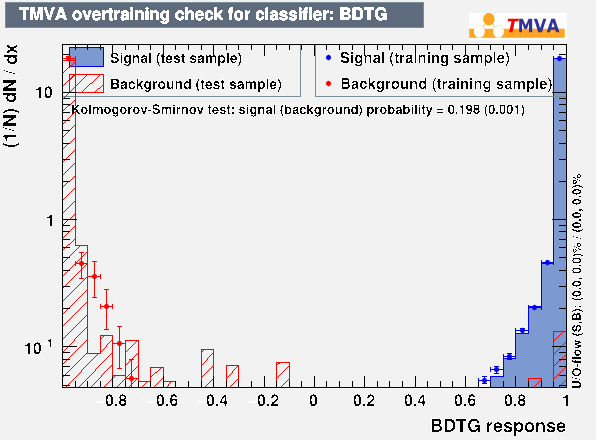 TMVA overtraining check for classifier: BDTG
TMVA
Signal (test sample)
Background (test sample)
Signal (training sample)
Background (training sample)
Kolmogorov-Smirnov test: signal (background) probability = 0.198 (0.001)
(1/N) dN / dx
10
1
10⁻¹
−0.8 −0.6 −0.4 −0.2 0 0.2 0.4 0.6 0.8 1
BDTG response
U/O-flow (S,B): (0.0, 0.0)% / (0.0, 0.0)%